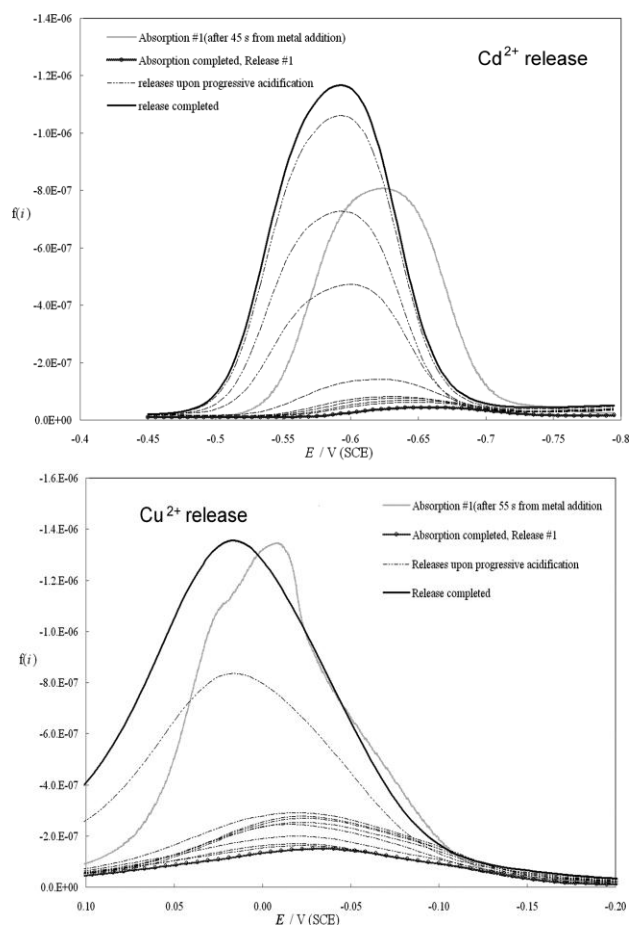 -1.4E-06
Absorption #1(after 45 s from metal addition)
Cd2+ release
-1.2E-06
Absorption completed, Release #1
releases upon progressive acidification
-1.0E-06
release completed
f(i)
-8.0E-07
-6.0E-07
-4.0E-07
-2.0E-07
0.0E+00
-0.4 -0.45 -0.5 -0.55 -0.6 -0.65 -0.7 -0.75 -0.8
E / V (SCE)
-1.6E-06
Absorption #1(after 55 s from metal addition
Cu2+ release
-1.4E-06
Absorption completed, Release #1
-1.2E-06
Releases upon progressive acidification
-1.0E-06
Release completed
f(i)
-8.0E-07
-6.0E-07
-4.0E-07
-2.0E-07
0.0E+00
0.10 0.05 0.00 -0.05 -0.10 -0.15 -0.20
E / V (SCE)